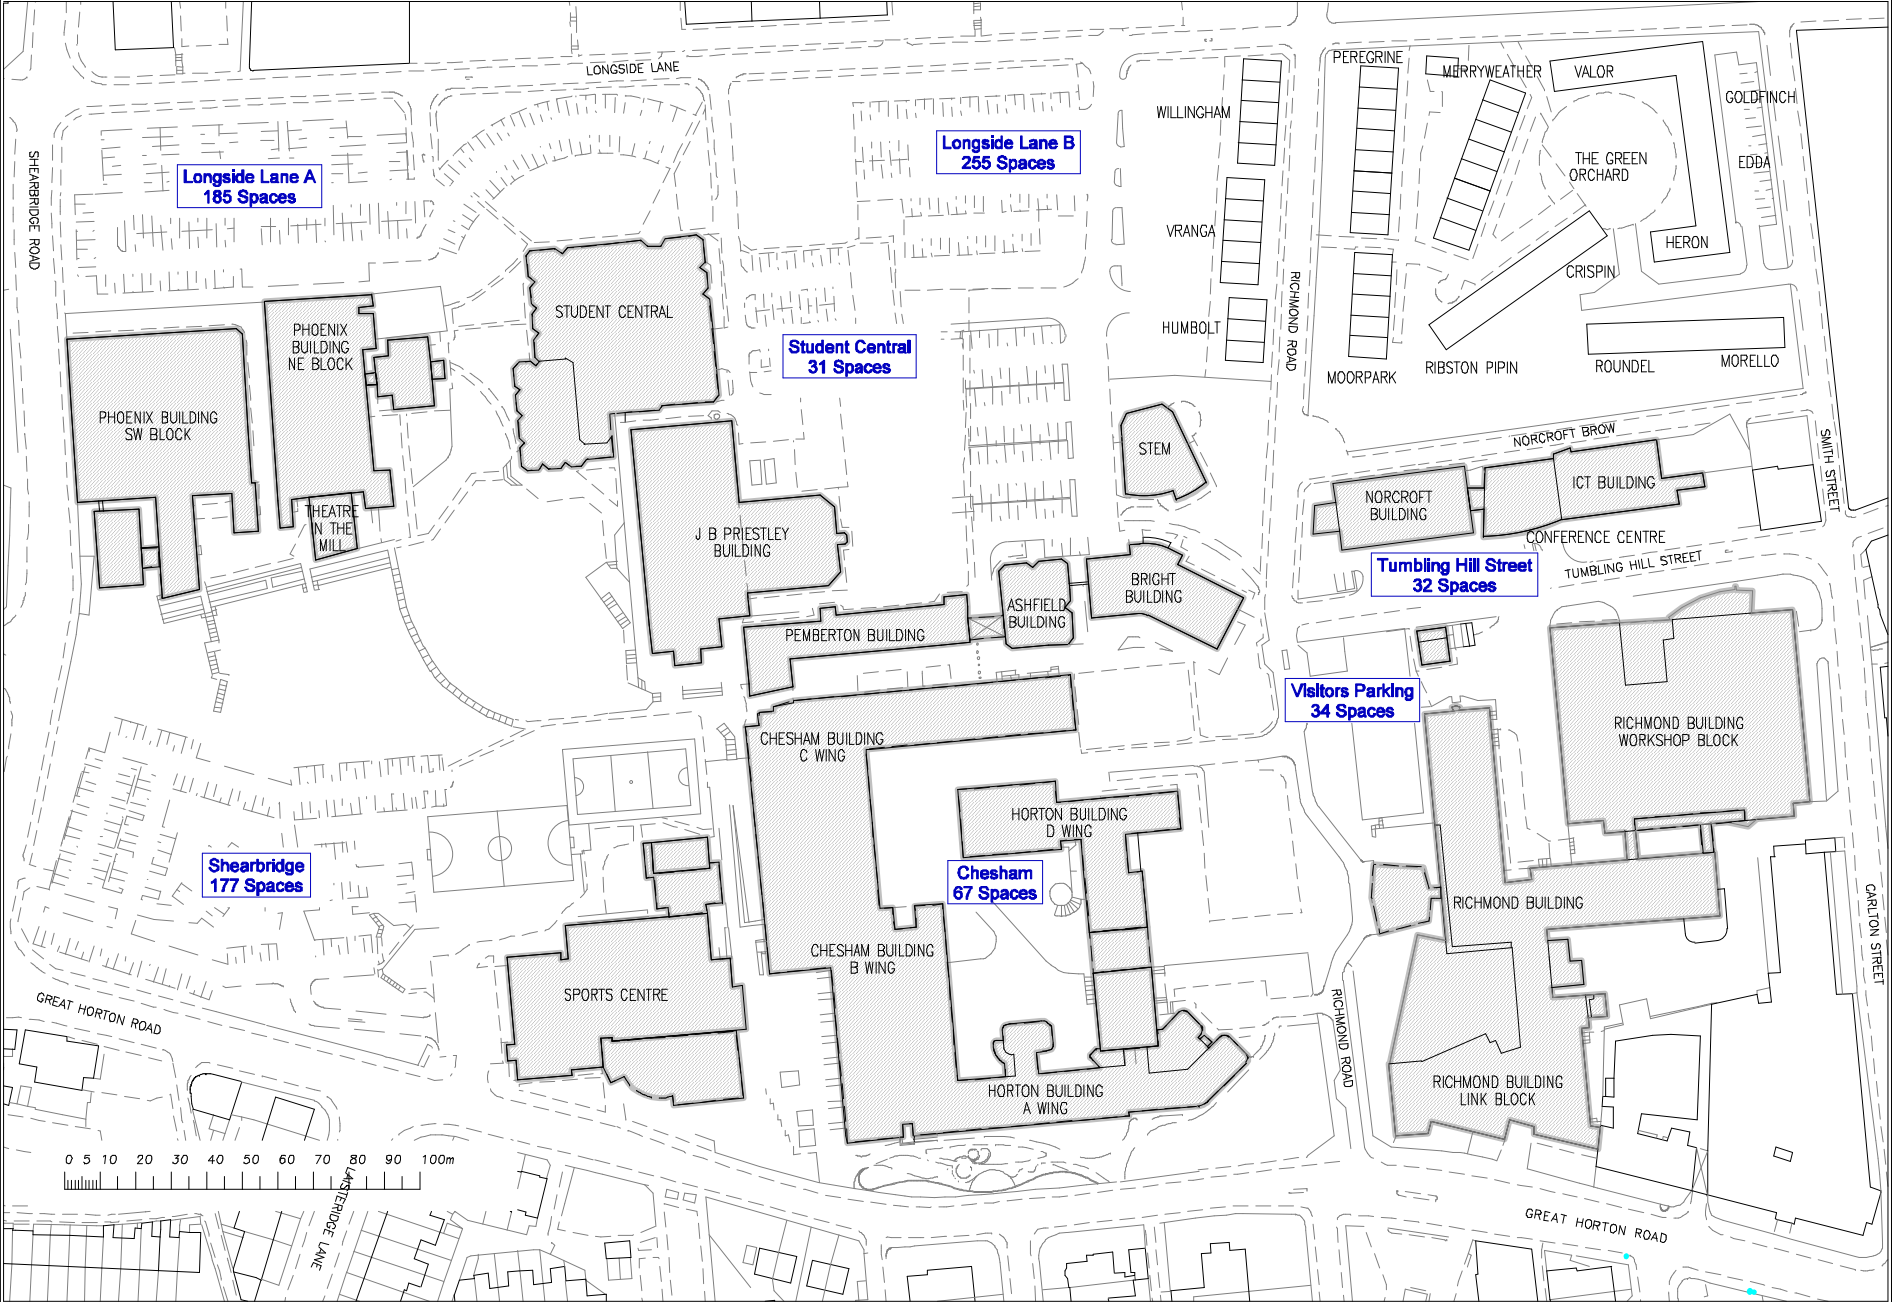 LONGSIDE LANE
PEREGRINE
MERRYWEATHER
VALOR
GOLDFINCH
WILLINGHAM
Longside Lane B
255 Spaces
THE GREEN
ORCHARD
EDDA
SHEARBRIDGE ROAD
Longside Lane A
185 Spaces
VRANGA
HERON
CRISPIN
RICHMOND ROAD
STUDENT CENTRAL
HUMBOLT
PHOENIX
BUILDING
NE BLOCK
Student Central
31 Spaces
MOORPARK
RIBSTON PIPIN
ROUNDEL
MORELLO
PHOENIX BUILDING
SW BLOCK
STEM
NORCROFT BROW
SMITH STREET
NORCROFT
BUILDING
ICT BUILDING
THEATRE
IN THE
MILL
J B PRIESTLEY
BUILDING
CONFERENCE CENTRE
Tumbling Hill Street
32 Spaces
TUMBLING HILL STREET
BRIGHT
BUILDING
ASHFIELD
BUILDING
PEMBERTON BUILDING
Visitors Parking
34 Spaces
RICHMOND BUILDING
WORKSHOP BLOCK
CHESHAM BUILDING
C WING
HORTON BUILDING
D WING
Shearbridge
177 Spaces
Chesham
67 Spaces
RICHMOND BUILDING
CARLTON STREET
CHESHAM BUILDING
B WING
SPORTS CENTRE
GREAT HORTON ROAD
RICHMOND ROAD
HORTON BUILDING
A WING
RICHMOND BUILDING
LINK BLOCK
0 5 10 20 30 40 50 60 70 80 90 100m
LAISTERIDGE LANE
GREAT HORTON ROAD